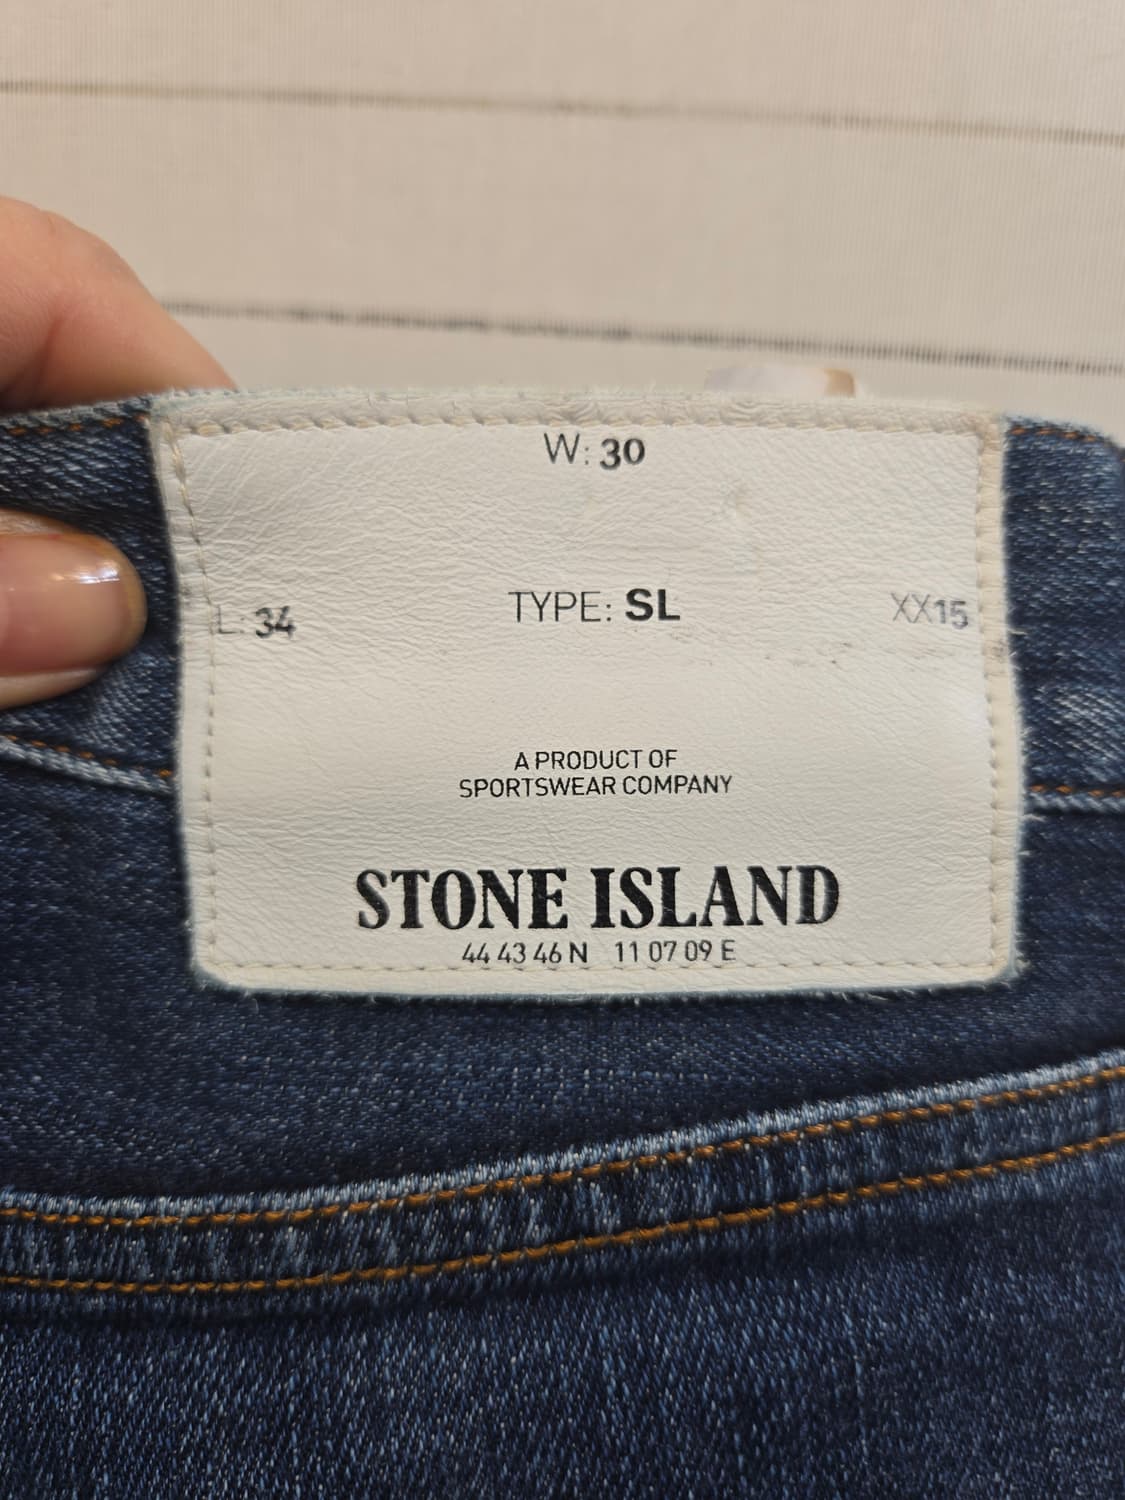 W: 30
L: 34 TYPE: SL XX15
A PRODUCT OF
SPORTSWEAR COMPANY
STONE ISLAND
44 43 46 N 11 07 09 E